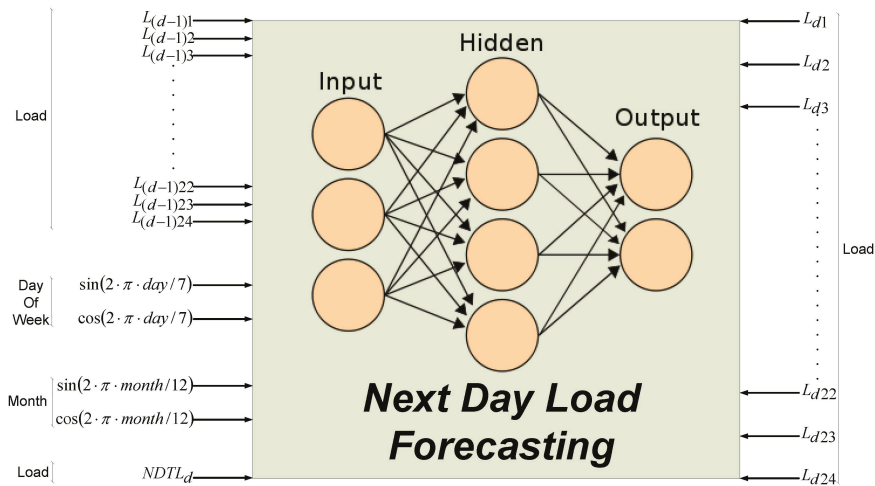 L(d−1)1
L(d−1)2
L(d−1)3
Load
L(d−1)22
L(d−1)23
L(d−1)24
Day
Of
Week
sin(2·π·day/7)
cos(2·π·day/7)
Month
sin(2·π·month/12)
cos(2·π·month/12)
Load
NDTLd
Input
Hidden
Output
Next Day Load
Forecasting
Ld1
Ld2
Ld3
Load
Ld22
Ld23
Ld24